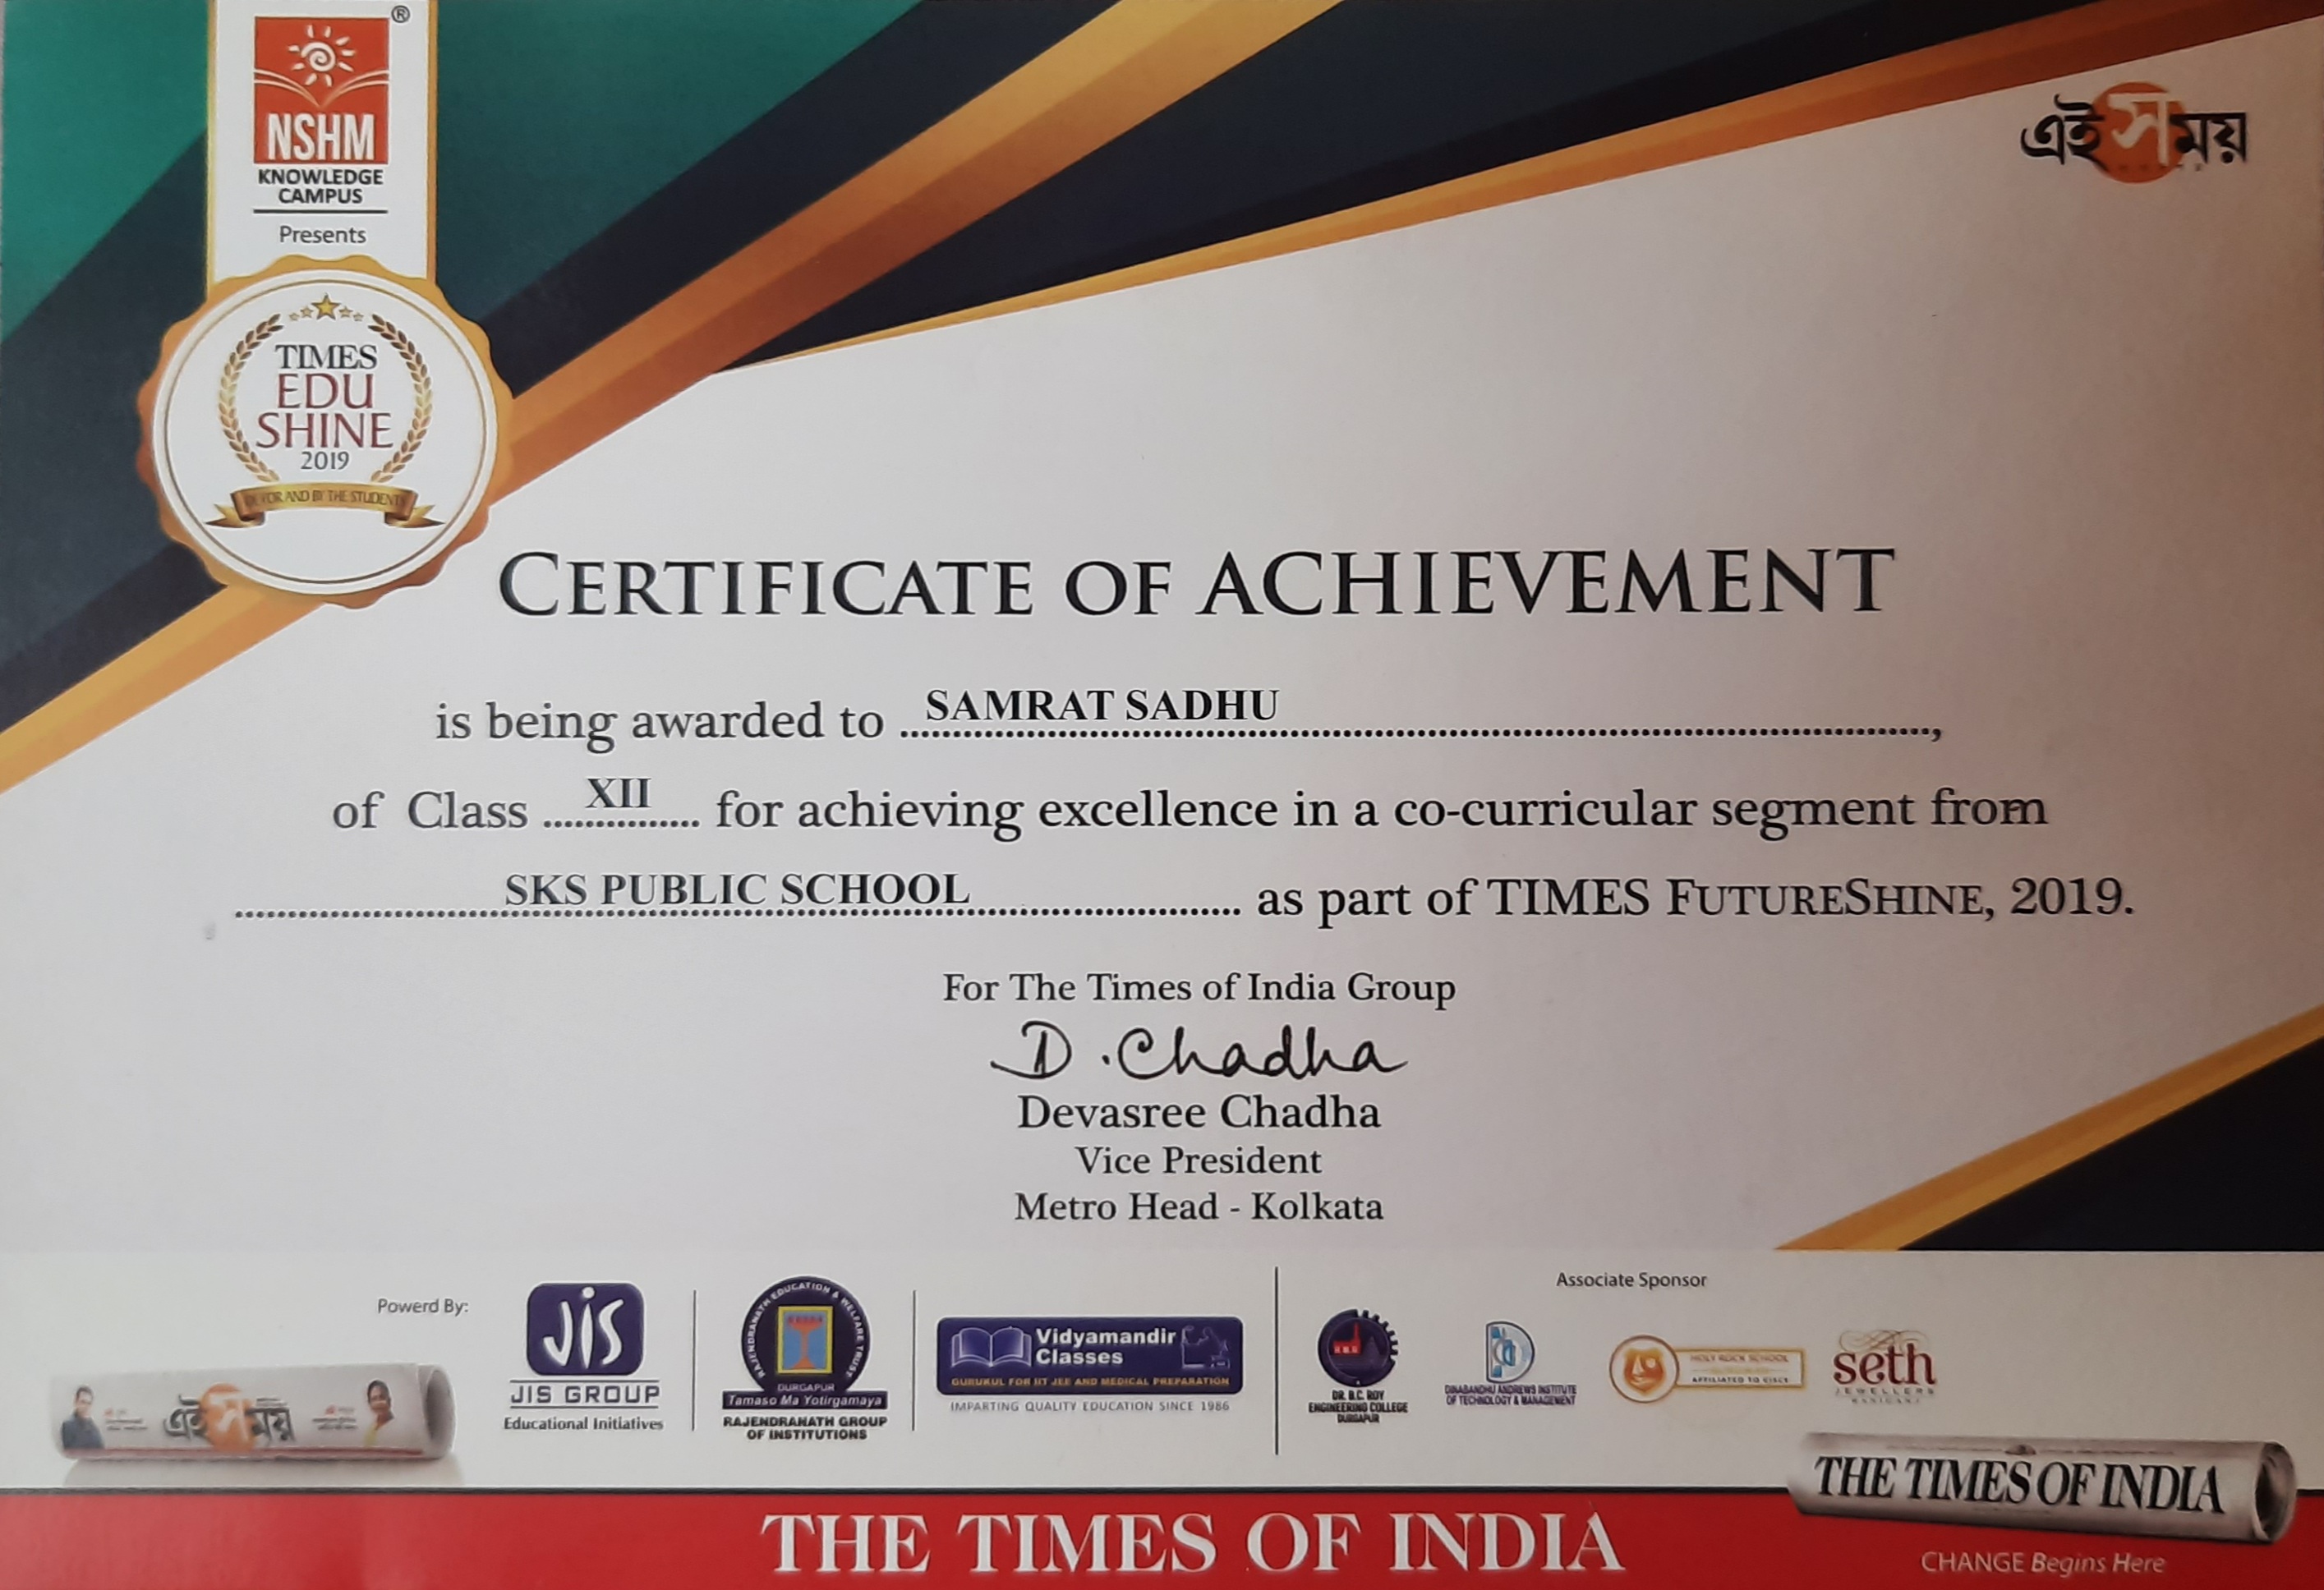 ®
NSHM
KNOWLEDGE
CAMPUS
Presents
TIMES
EDU
SHINE
2019
FOR AND BY THE STUDENTS
এই সময়
CERTIFICATE OF ACHIEVEMENT
is being awarded to SAMRAT SADHU,
of Class XII for achieving excellence in a co-curricular segment from
SKS PUBLIC SCHOOL as part of TIMES FUTURESHINE, 2019.
For The Times of India Group
D. Chadha
Devasree Chadha
Vice President
Metro Head - Kolkata
Powerd By:
এই সময়
JIS
JIS GROUP
Educational Initiatives
RAJENDRANATH EDUCATION & WELFARE TRUST
DURGAPUR
Tamaso Ma Yotirgamaya
RAJENDRANATH GROUP
OF INSTITUTIONS
Vidyamandir
Classes
GURUKUL FOR IIT JEE AND MEDICAL PREPARATION
IMPARTING QUALITY EDUCATION SINCE 1986
Associate Sponsor
DR. B.C. ROY
ENGINEERING COLLEGE
DURGAPUR
DINABANDHU ANDREWS INSTITUTE
OF TECHNOLOGY & MANAGEMENT
HOLY ROCK SCHOOL
AFFILIATED TO CISCE
seth
JEWELLERS
RANIGANJ
THE TIMES OF INDIA
THE TIMES OF INDIA
CHANGE Begins Here